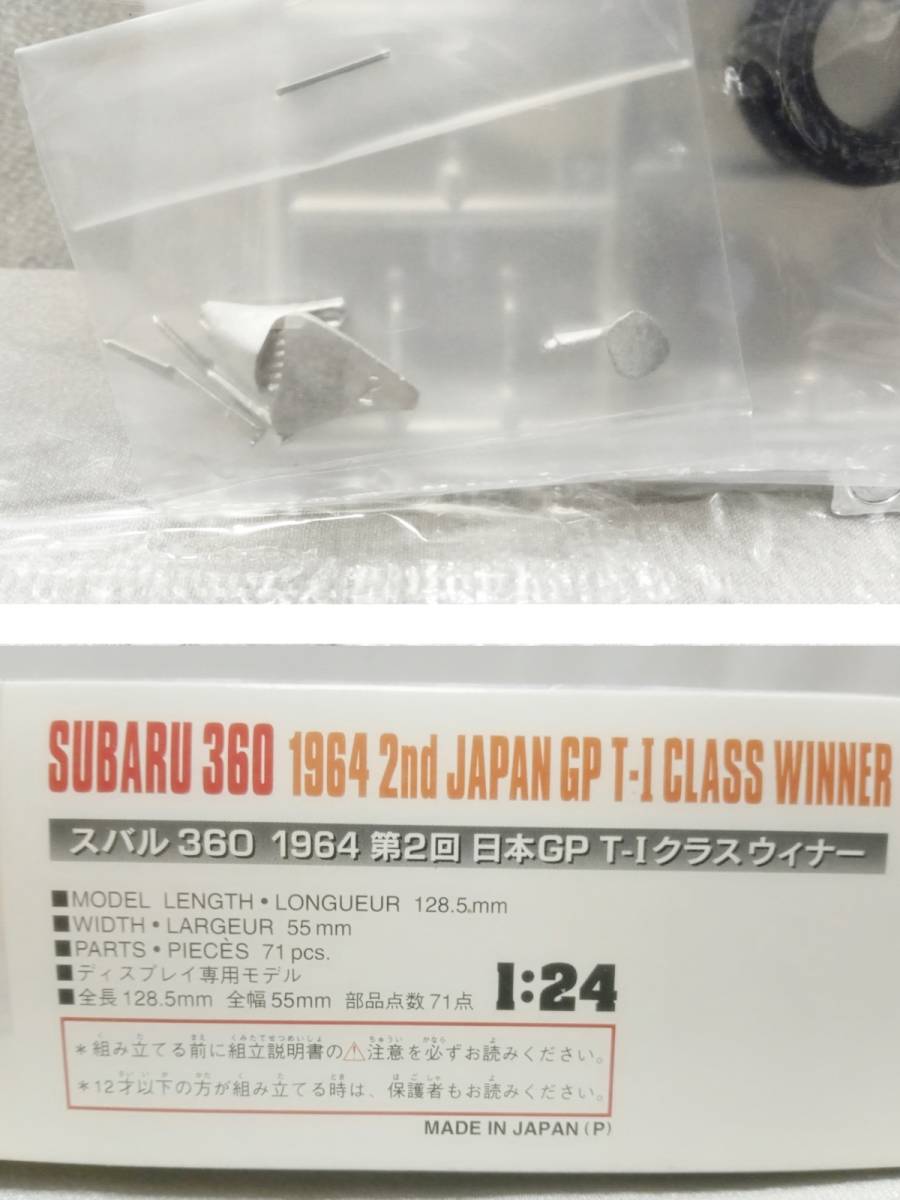 SUBARU 360 1964 2nd JAPAN GP T-I CLASS WINNER
スバル 360 1964 第2回 日本GP T-Iクラスウィナー
■MODEL LENGTH・LONGUEUR 128.5mm
■WIDTH・LARGEUR 55mm
■PARTS・PIECÈS 71pcs.
■ディスプレイ専用モデル
■全長128.5mm 全幅55mm 部品点数71点
1:24
*組み立てる前に組立説明書の⚠注意を必ずお読みください。
*12才以下の方が組み立てる時は、保護者もお読みください。
MADE IN JAPAN (P)